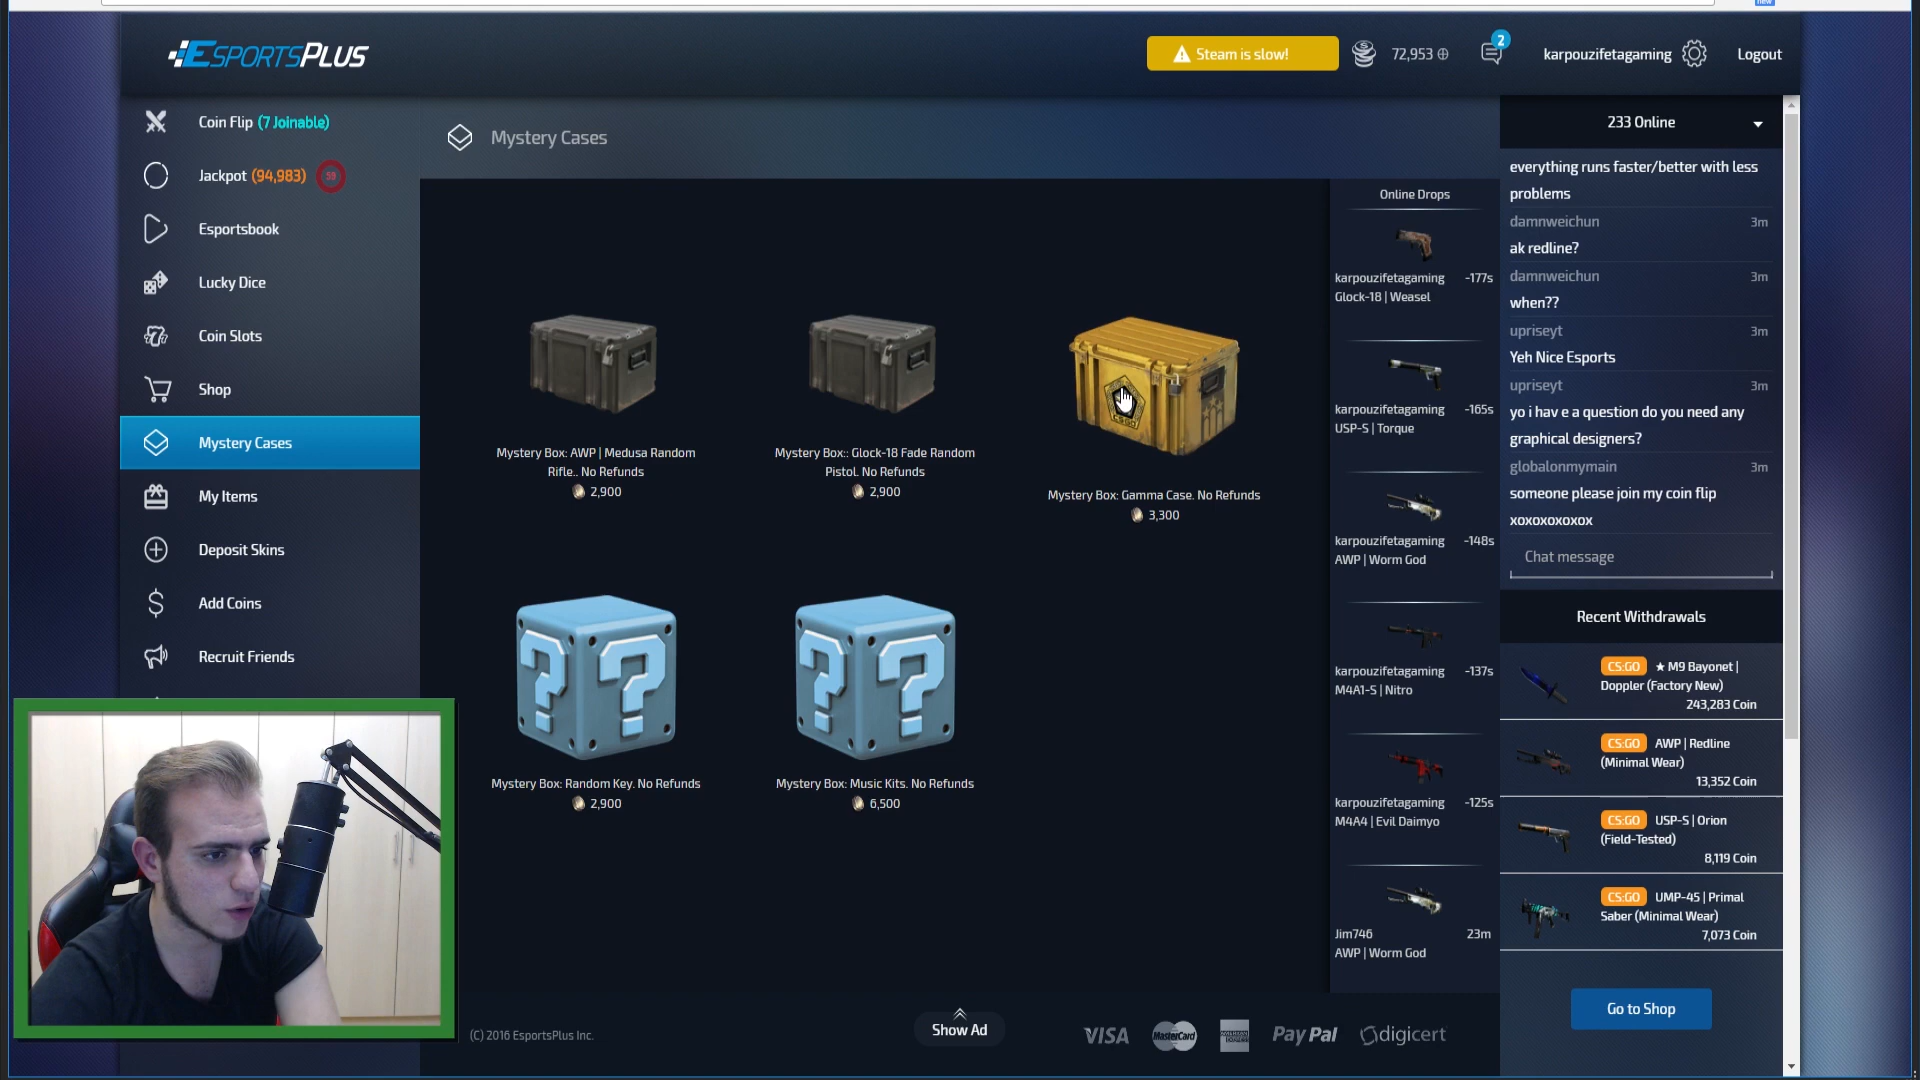 new
ESPORTSPLUS
Steam is slow!
72,953
2
karpouzifetagaming
Logout
Coin Flip (7 Joinable)
Jackpot (94,983) 59
Esportsbook
Lucky Dice
Coin Slots
Shop
Mystery Cases
My Items
Deposit Skins
Add Coins
Recruit Friends
Mystery Cases
Mystery Box: AWP | Medusa Random
Rifle.. No Refunds
2,900
Mystery Box:: Glock-18 Fade Random
Pistol. No Refunds
2,900
CS:GO
Mystery Box: Gamma Case. No Refunds
3,300
Mystery Box: Random Key. No Refunds
2,900
Mystery Box: Music Kits. No Refunds
6,500
Online Drops
karpouzifetagaming -177s
Glock-18 | Weasel
karpouzifetagaming -165s
USP-S | Torque
karpouzifetagaming -148s
AWP | Worm God
karpouzifetagaming -137s
M4A1-S | Nitro
karpouzifetagaming -125s
M4A4 | Evil Daimyo
Jim746 23m
AWP | Worm God
233 Online
everything runs faster/better with less
problems
damnweichun 3m
ak redline?
damnweichun 3m
when??
upriseyt 3m
Yeh Nice Esports
upriseyt 3m
yo i hav e a question do you need any
graphical designers?
globalonmymain 3m
someone please join my coin flip
xoxoxoxoxox
Chat message
Recent Withdrawals
CS:GO ★ M9 Bayonet |
Doppler (Factory New)
243,283 Coin
CS:GO AWP | Redline
(Minimal Wear)
13,352 Coin
CS:GO USP-S | Orion
(Field-Tested)
8,119 Coin
CS:GO UMP-45 | Primal
Saber (Minimal Wear)
7,073 Coin
Go to Shop
(C) 2016 EsportsPlus Inc.
Show Ad
VISA
MasterCard
PayPal
digicert